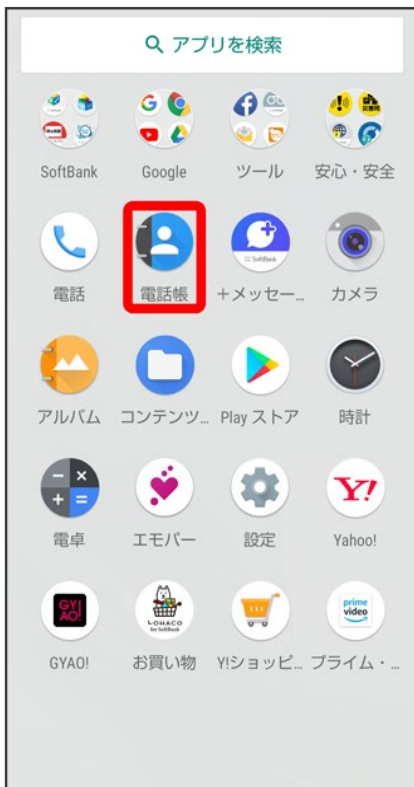 アプリを検索
SoftBank Google ツール 安心・安全
電話 電話帳 +メッセー... カメラ
アルバム コンテンツ... Play ストア 時計
電卓 エモパー 設定 Yahoo!
GYAO! お買い物 Y!ショッピ... プライム・...